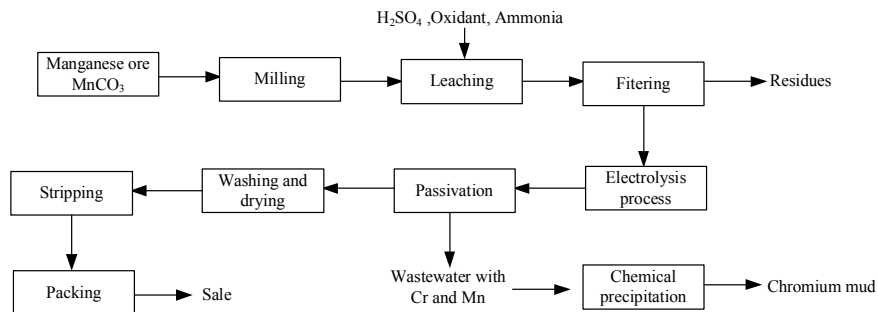 H₂SO₄ ,Oxidant, Ammonia
Manganese ore
MnCO₃
Milling
Leaching
Fitering
Residues
Stripping
Washing and
drying
Passivation
Electrolysis
process
Packing
Sale
Wastewater with
Cr and Mn
Chemical
precipitation
Chromium mud